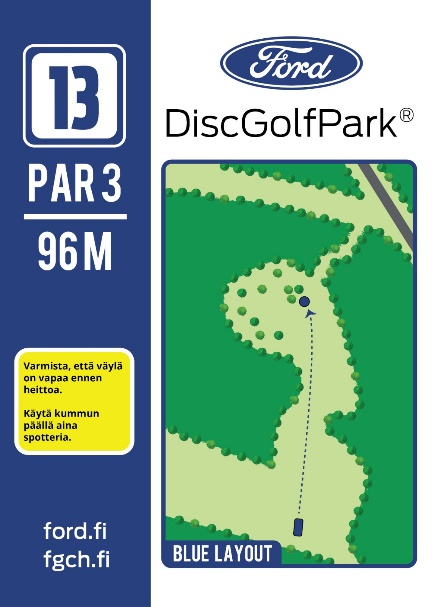 13
PAR 3
96 M
Varmista, että väylä
on vapaa ennen
heittoa.
Käytä kummun
päällä aina
spotteria.
ford.fi
fgch.fi
Ford
DiscGolfPark®
BLUE LAYOUT